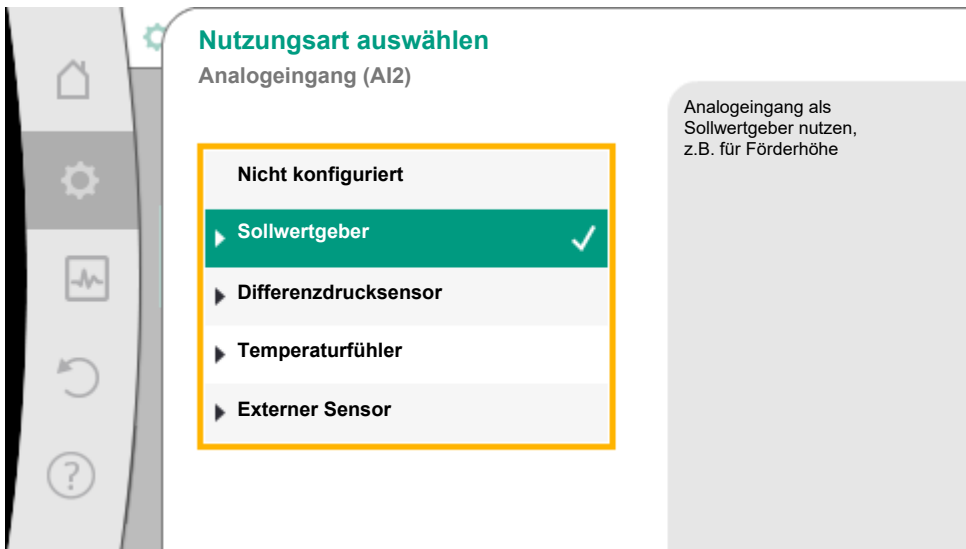 Nutzungsart auswählen
Analogeingang (AI2)
Nicht konfiguriert
Sollwertgeber
Differenzdrucksensor
Temperaturfühler
Externer Sensor
Analogeingang als
Sollwertgeber nutzen,
z.B. für Förderhöhe
?